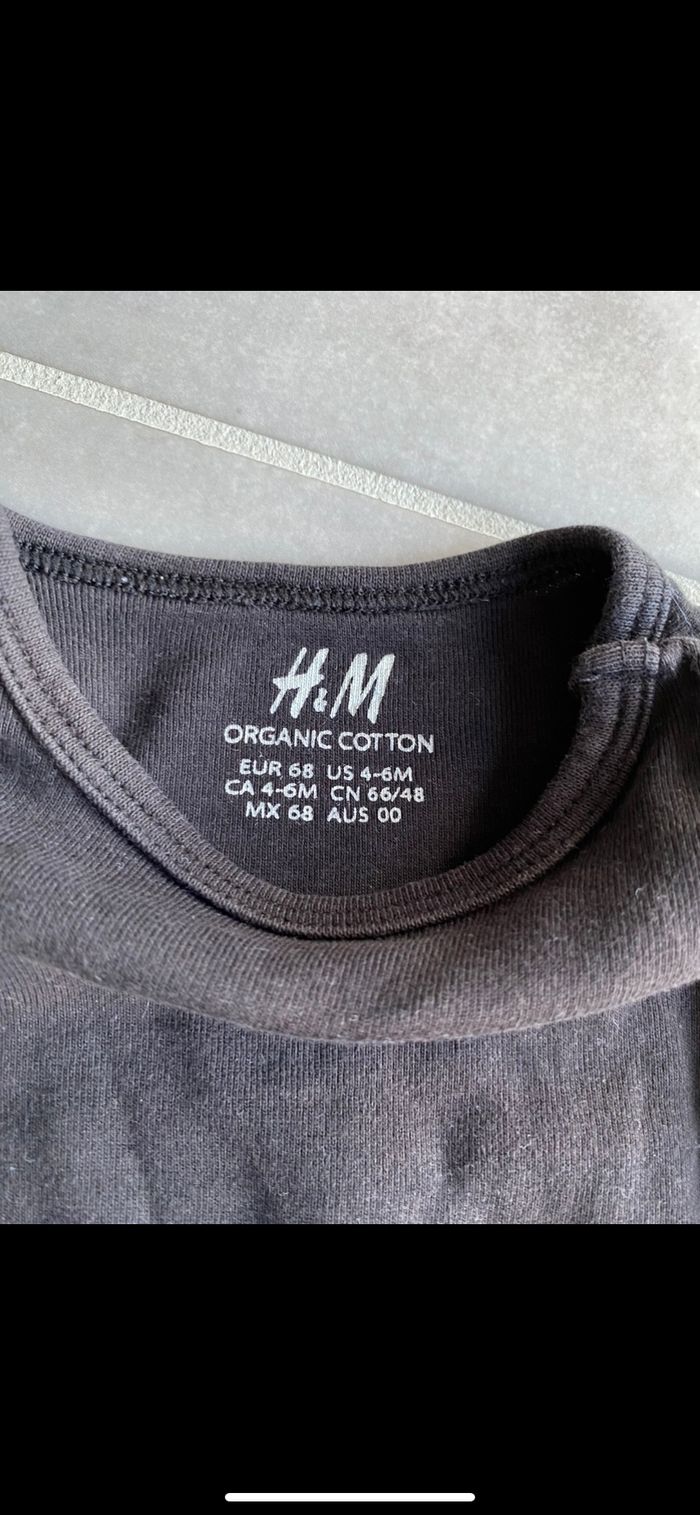 H&M
ORGANIC COTTON
EUR 68 US 4-6M
CA 4-6M CN 66/48
MX 68 AUS 00